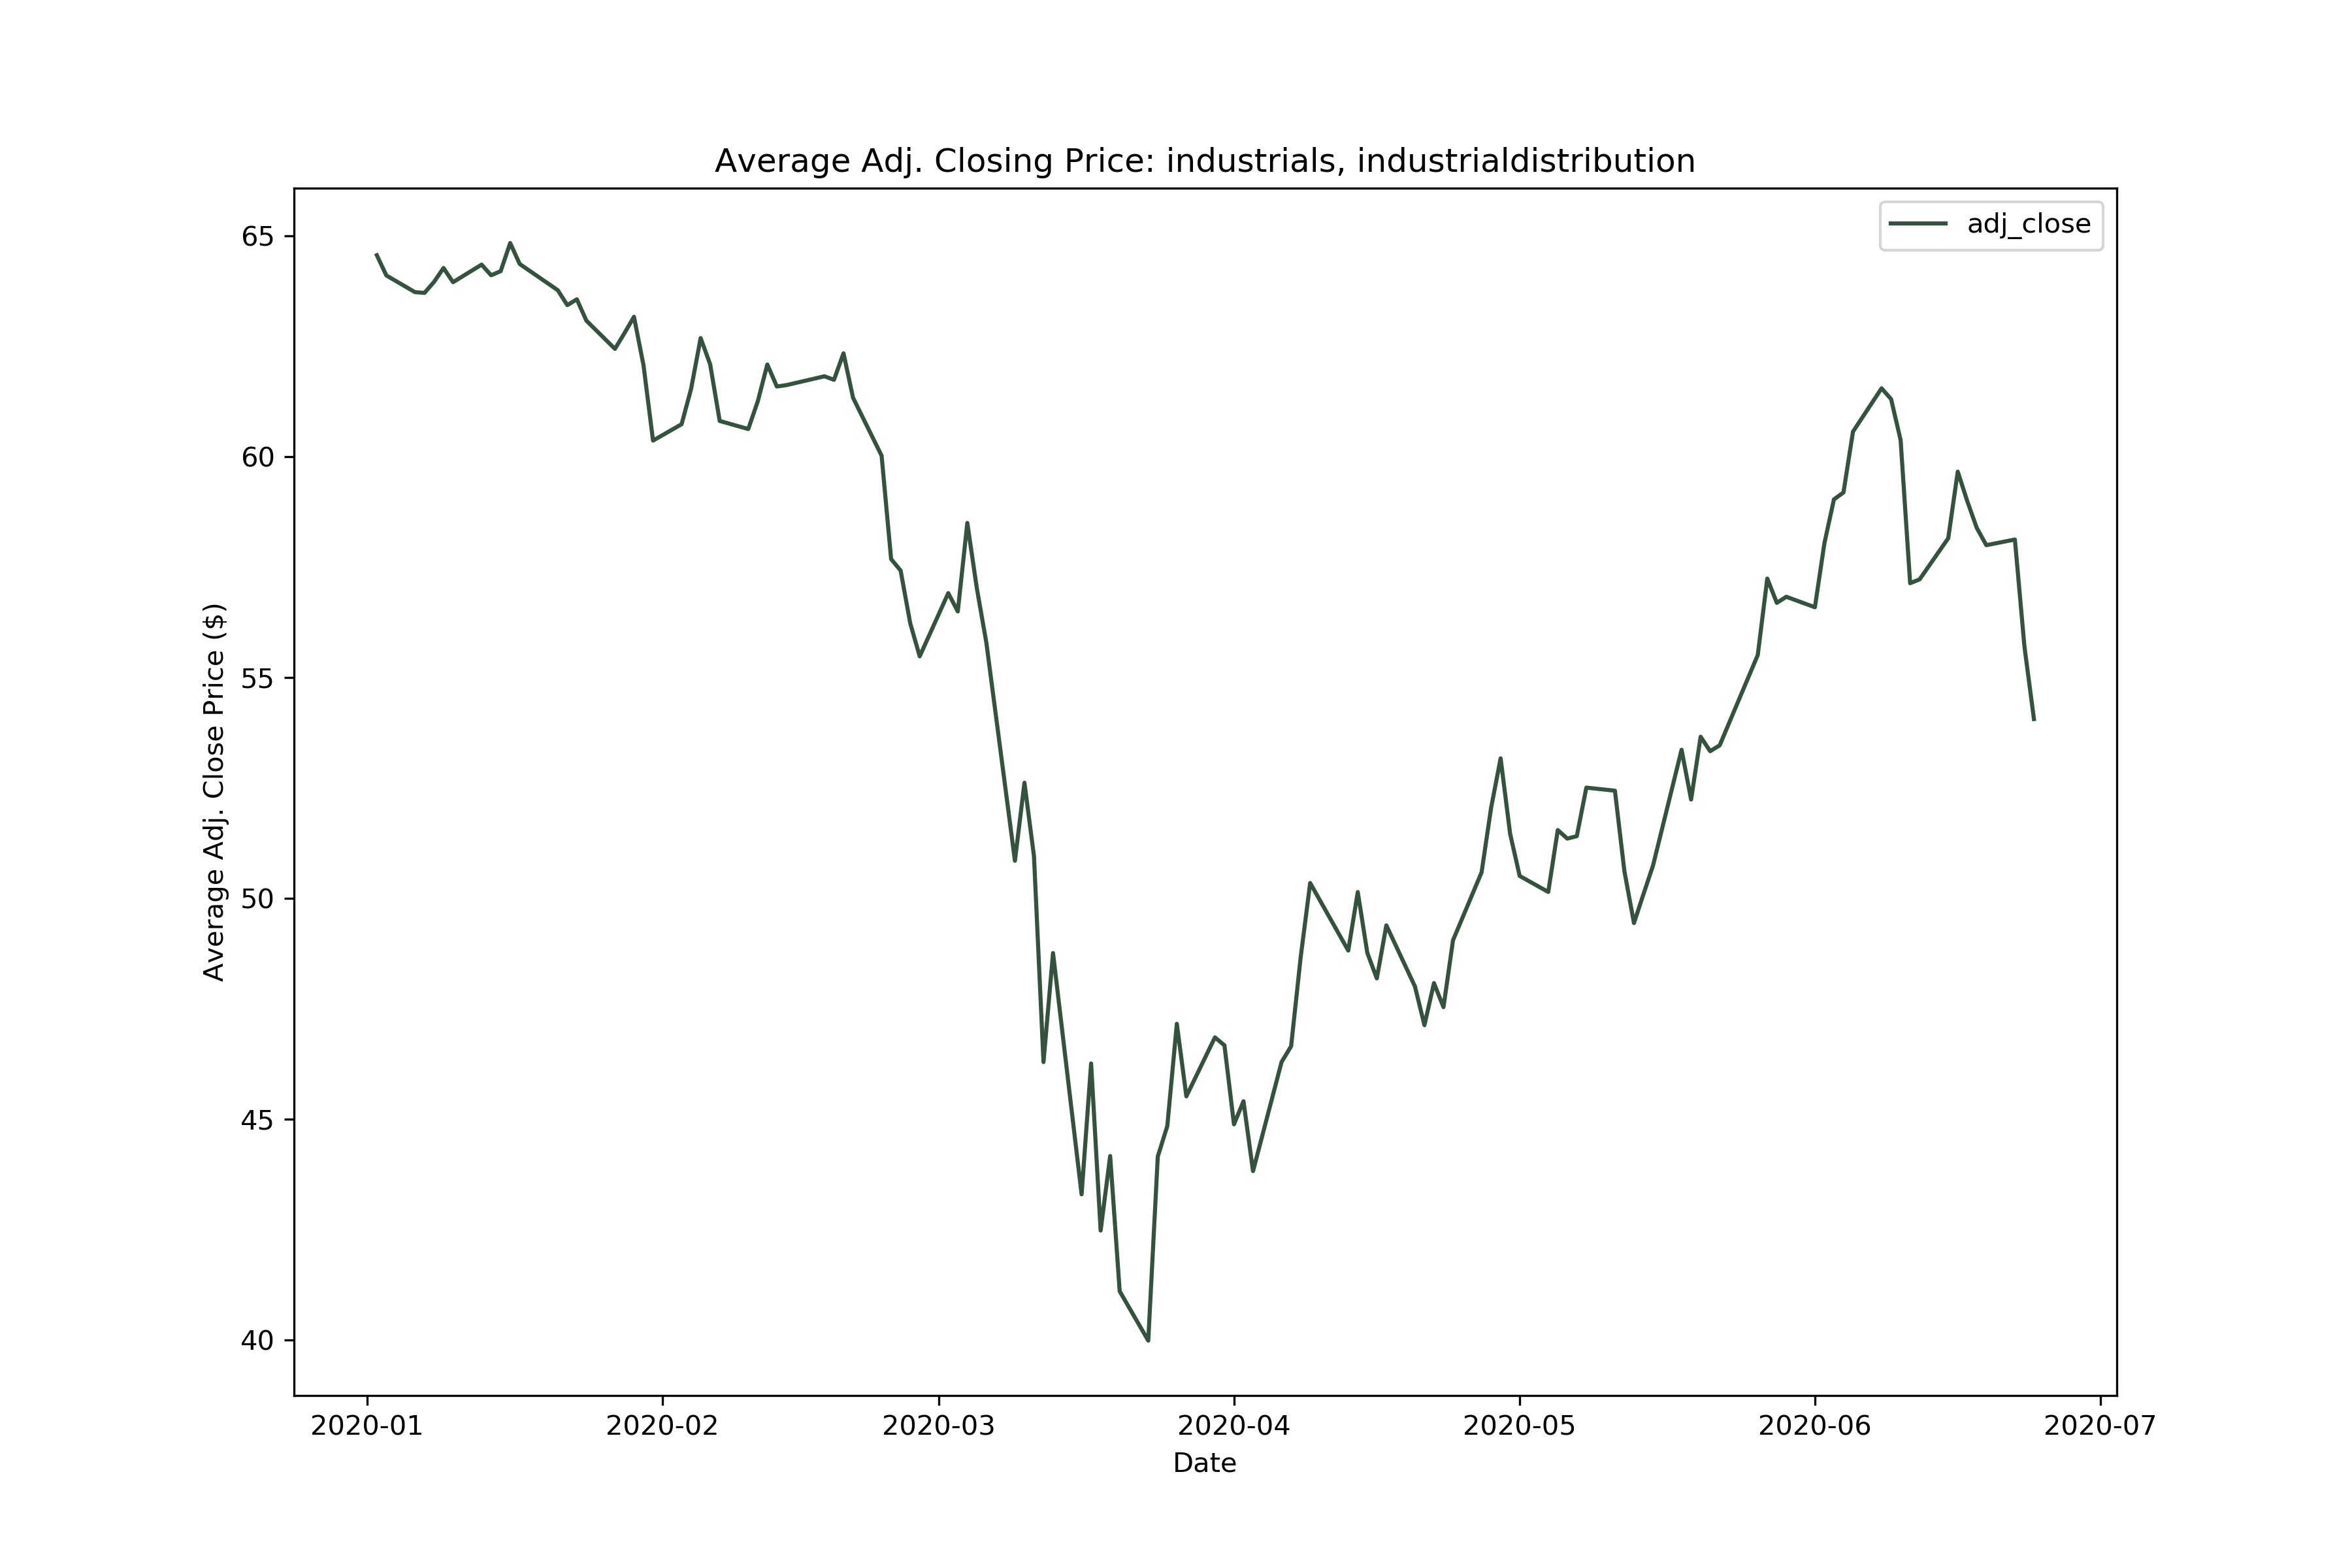 Average Adj. Closing Price: industrials, industrialdistribution
adj_close
65
60
55
50
45
40
Average Adj. Close Price ($)
2020-01 2020-02 2020-03 2020-04 2020-05 2020-06 2020-07
Date